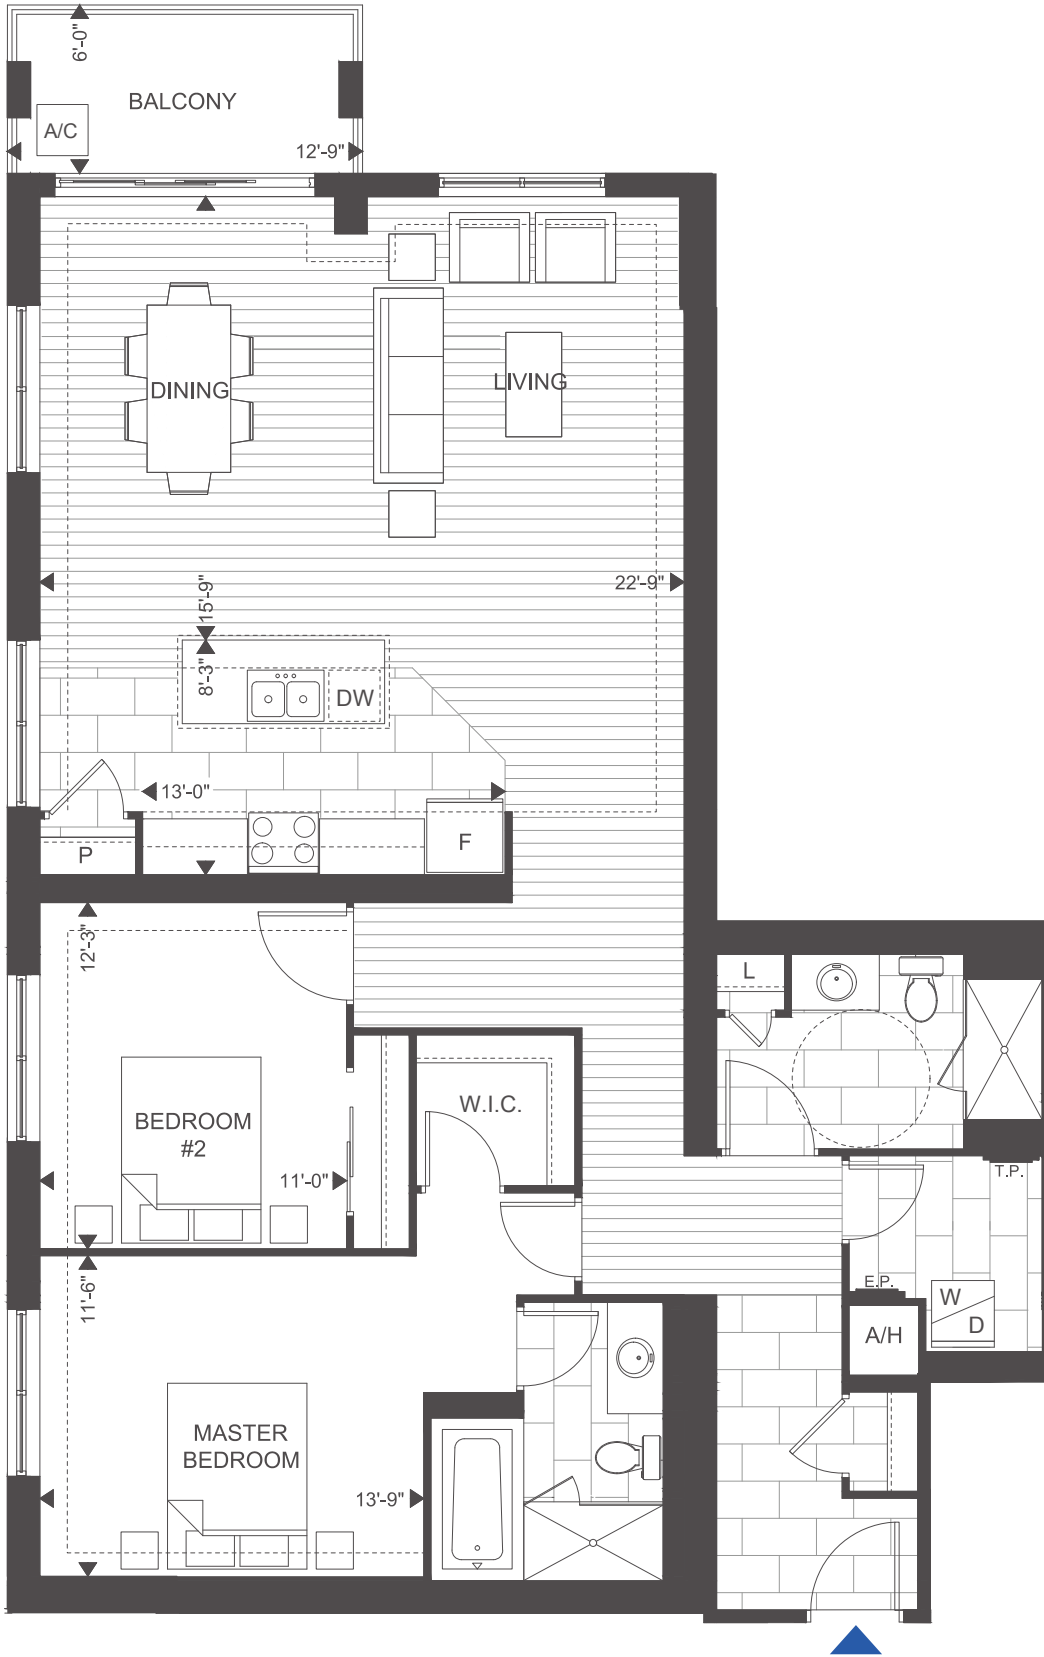 6'-0"
BALCONY
A/C
12'-9"
DINING
LIVING
15'-9"
22'-9"
8'-3"
DW
13'-0"
P
F
12'-3"
L
W.I.C.
BEDROOM
#2
11'-0"
T.P.
11'-6"
E.P.
W
D
A/H
MASTER
BEDROOM
13'-9"